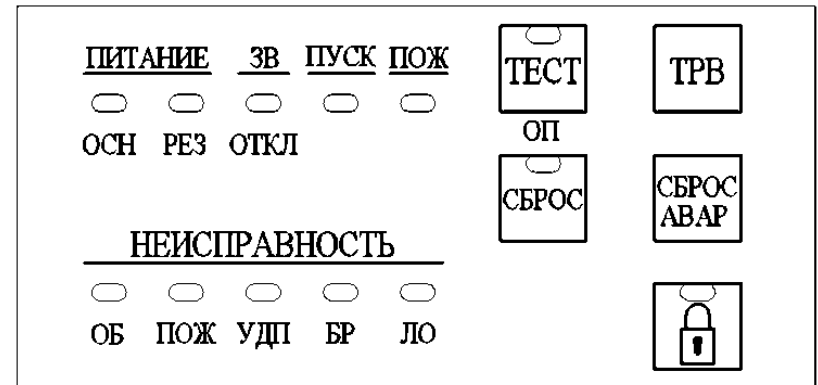 ПИТАНИЕ ЗВ ПУСК ПОЖ
ОСН РЕЗ ОТКЛ
ТЕСТ
ОП
ТРВ
СБРОС
СБРОС
АВАР
НЕИСПРАВНОСТЬ
ОБ ПОЖ УДП БР ЛО